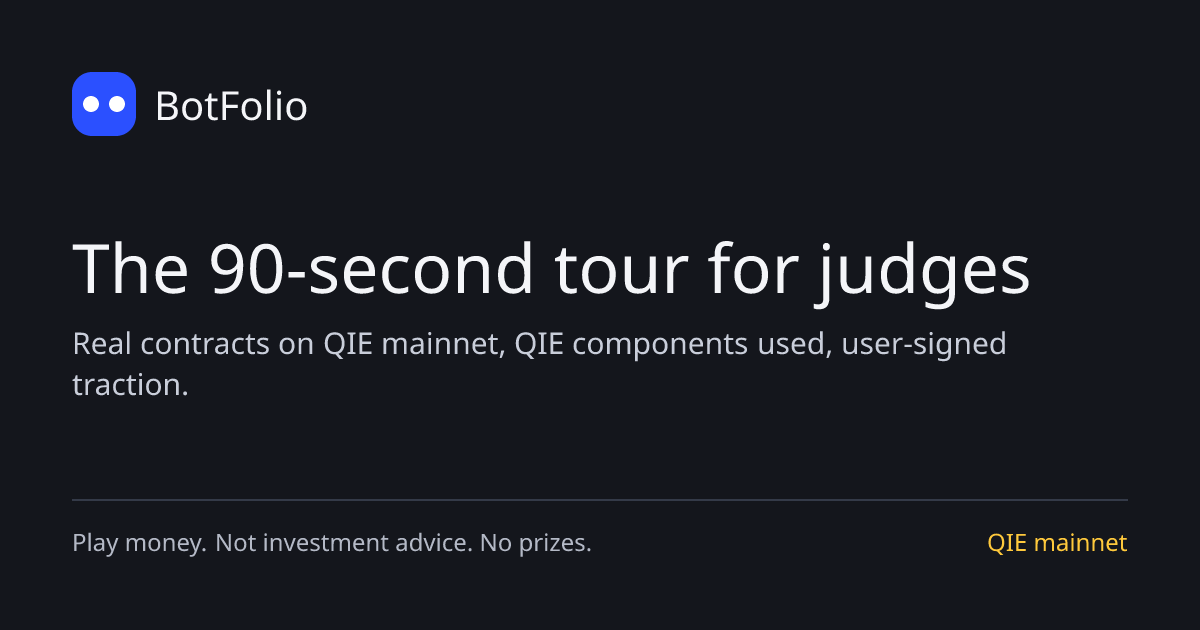 BotFolio
The 90-second tour for judges
Real contracts on QIE mainnet, QIE components used, user-signed
traction.
Play money. Not investment advice. No prizes.
QIE mainnet